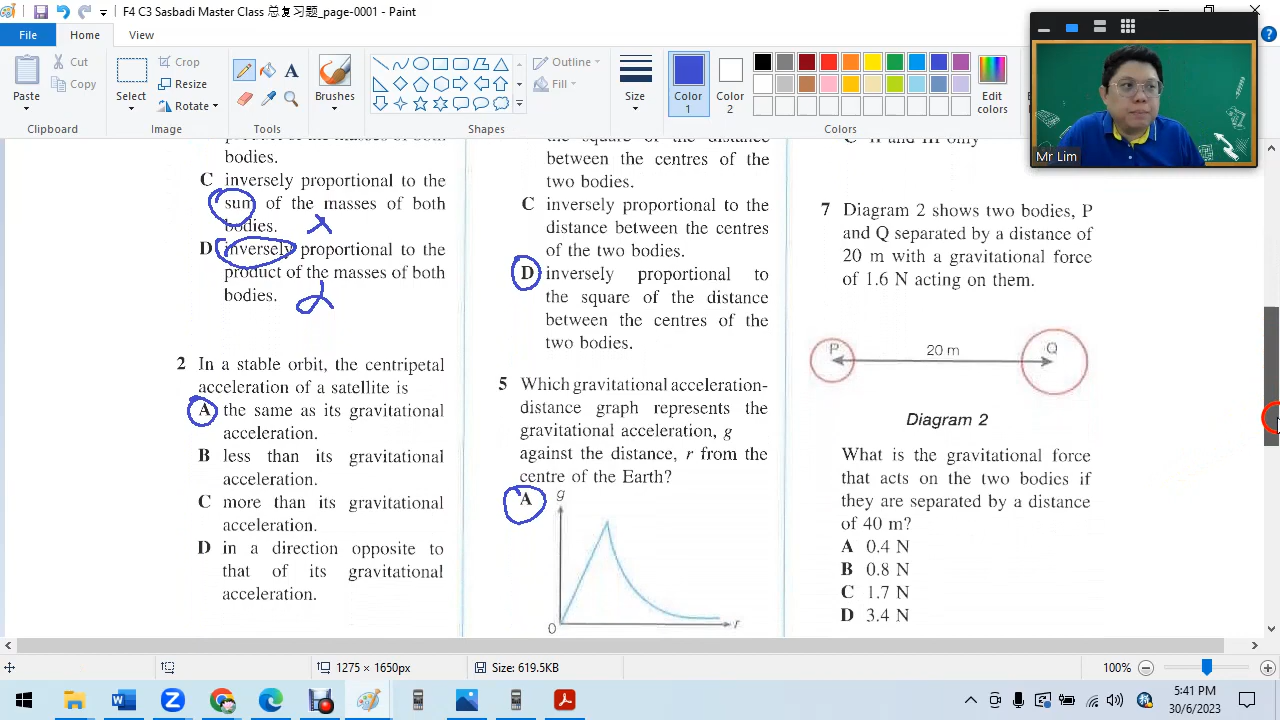 F4 C3 Sasbadi Master Class 总复习题_page-0001 - Paint
File
Home
View
Paste
Cut
Copy
Clipboard
Select
Crop
Resize
Rotate
Image
A
Tools
Brushes
Outline
Fill
Shapes
Size
Color
1
Color
2
Edit
colors
Colors
Mr Lim
bodies.
C inversely proportional to the
sum of the masses of both
bodies.
D inversely proportional to the
product of the masses of both
bodies.
2 In a stable orbit, the centripetal
acceleration of a satellite is
A the same as its gravitational
acceleration.
B less than its gravitational
acceleration.
C more than its gravitational
acceleration.
D in a direction opposite to
that of its gravitational
acceleration.
the square of the distance
between the centres of the
two bodies.
C inversely proportional to the
distance between the centres
of the two bodies.
D inversely proportional to
the square of the distance
between the centres of the
two bodies.
5 Which gravitational acceleration-
distance graph represents the
gravitational acceleration, g
against the distance, r from the
centre of the Earth?
A
g
0
r
C II and III only
7 Diagram 2 shows two bodies, P
and Q separated by a distance of
20 m with a gravitational force
of 1.6 N acting on them.
P
20 m
Q
Diagram 2
What is the gravitational force
that acts on the two bodies if
they are separated by a distance
of 40 m?
A 0.4 N
B 0.8 N
C 1.7 N
D 3.4 N
1275 × 1650px
Size: 619.5KB
100%
5:41 PM
30/6/2023